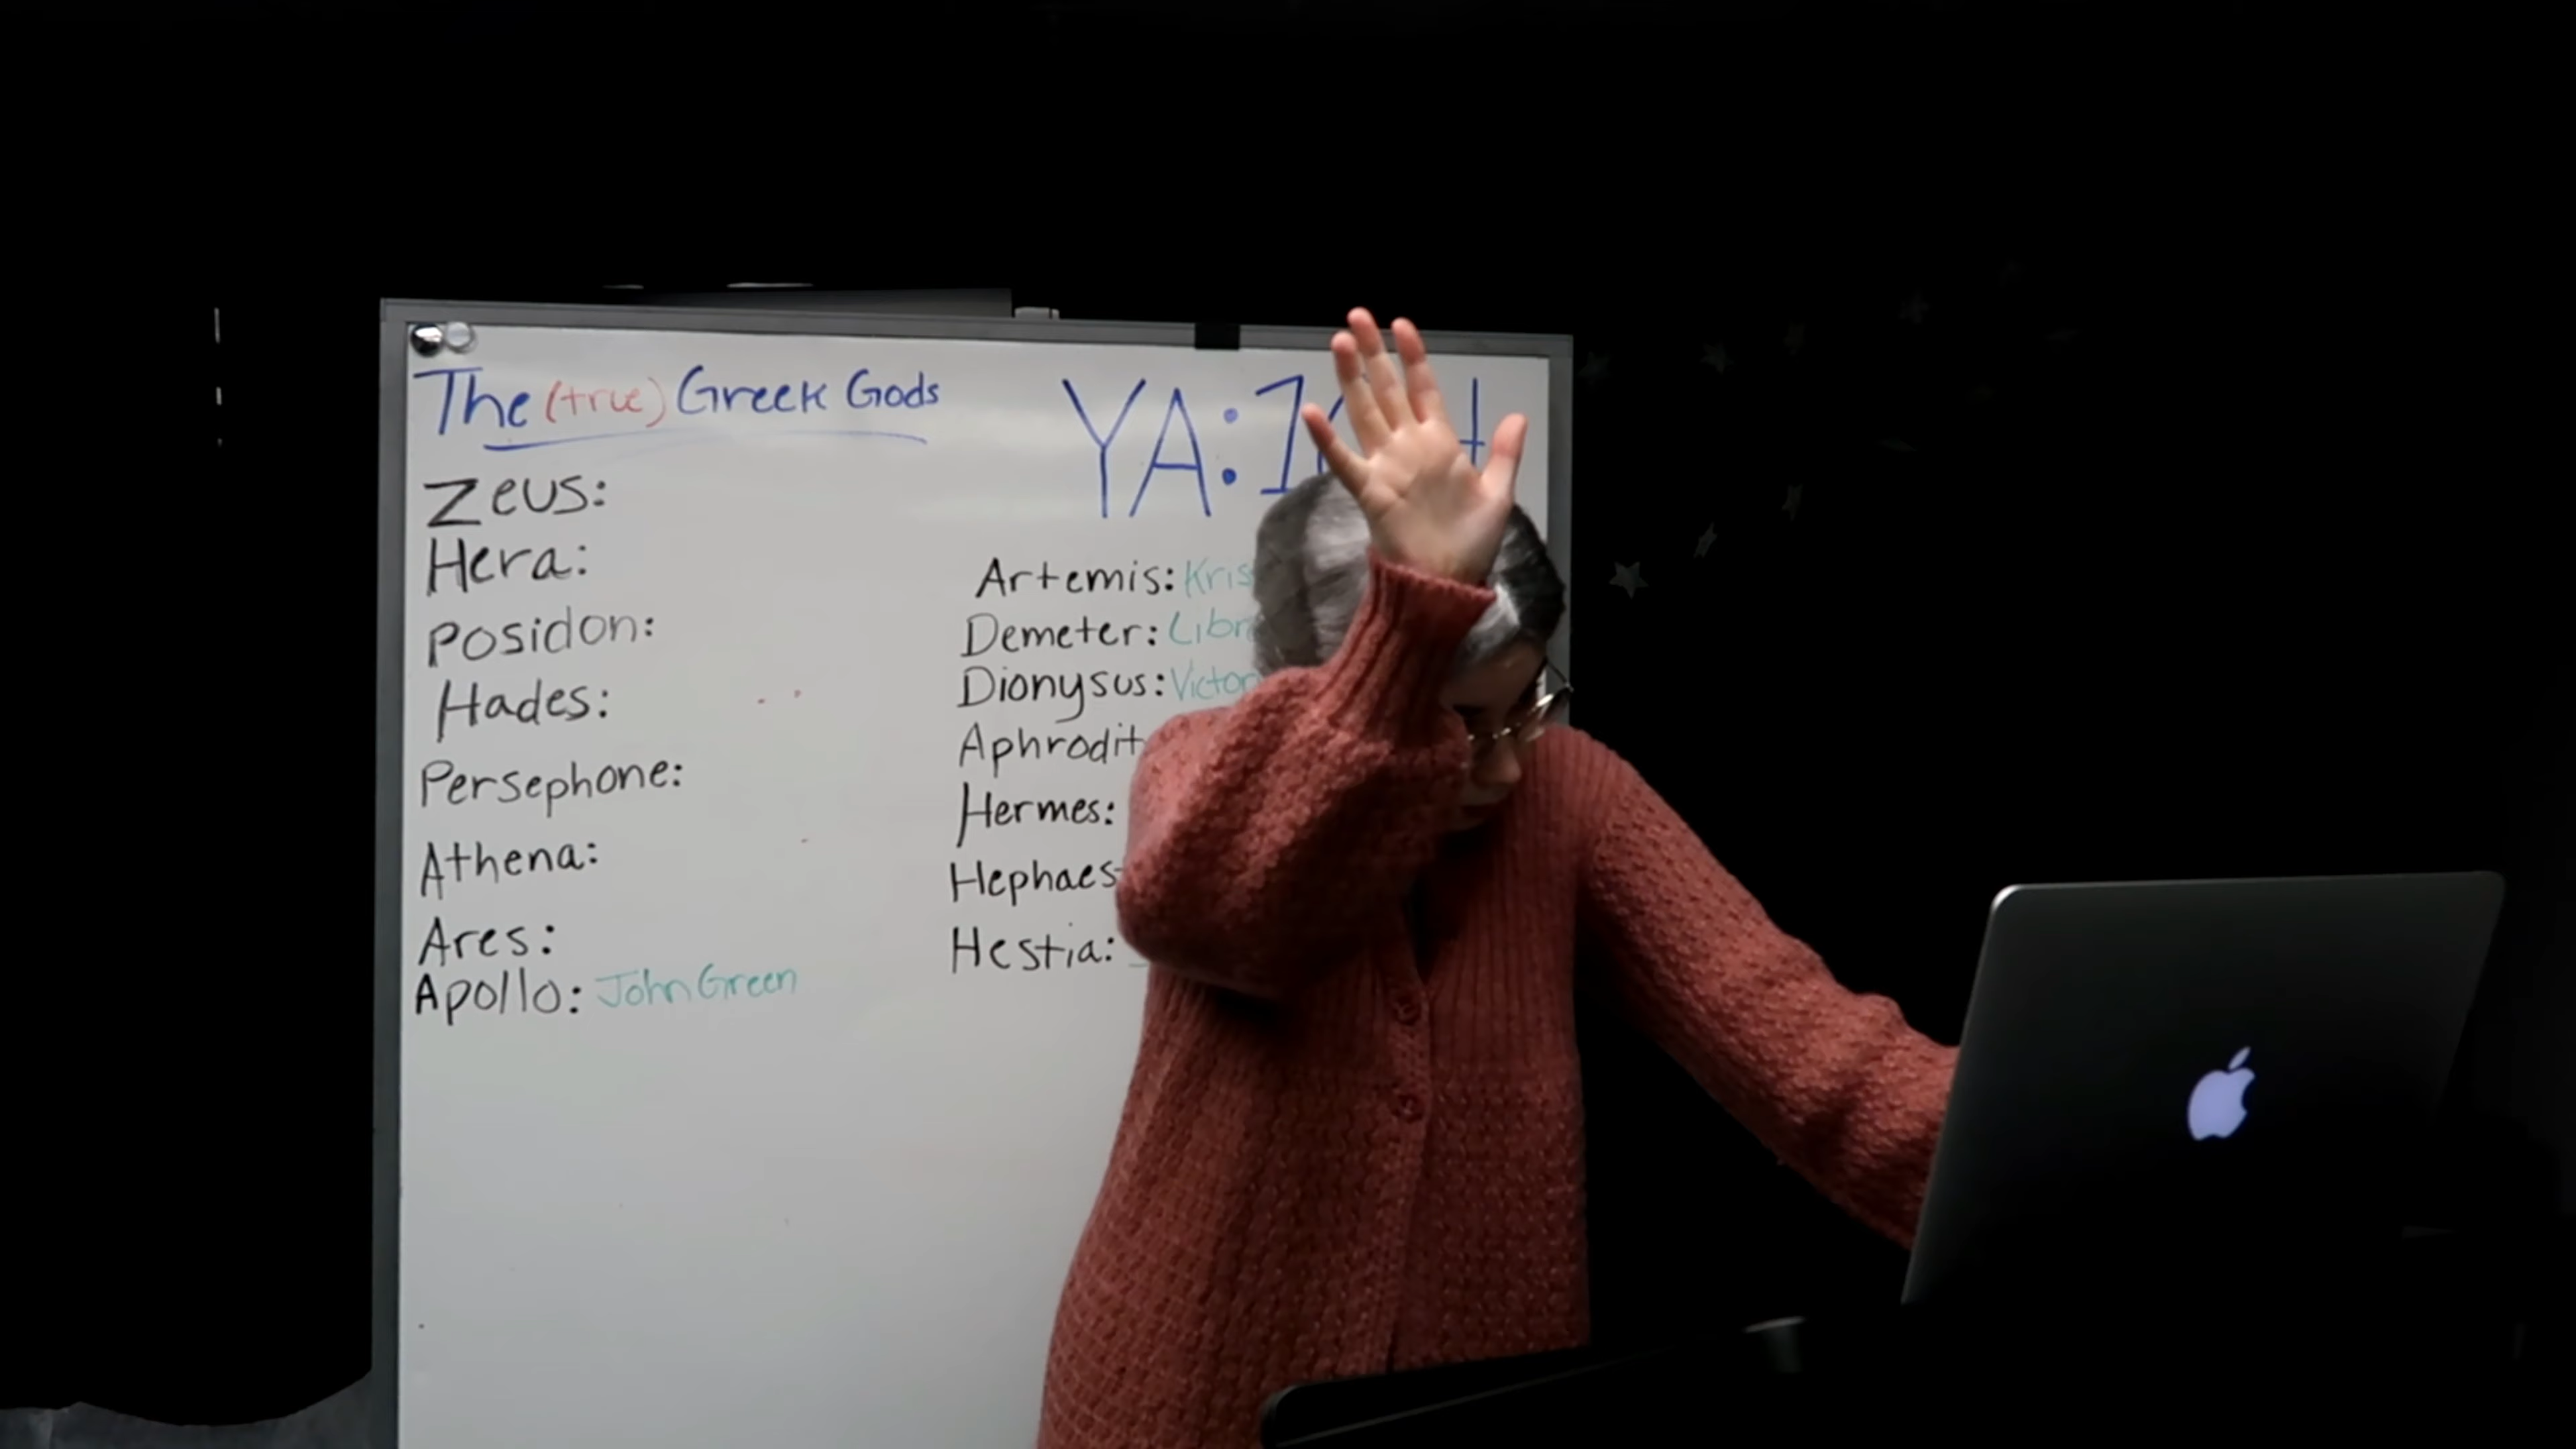 The (true) Greek Gods
Zeus:
Hera:
Posidon:
Hades:
Persephone:
Athena:
Ares:
Apollo: John Green
YA:
Artemis:
Demeter:
Dionysus: Victor
Hermes:
Hestia: